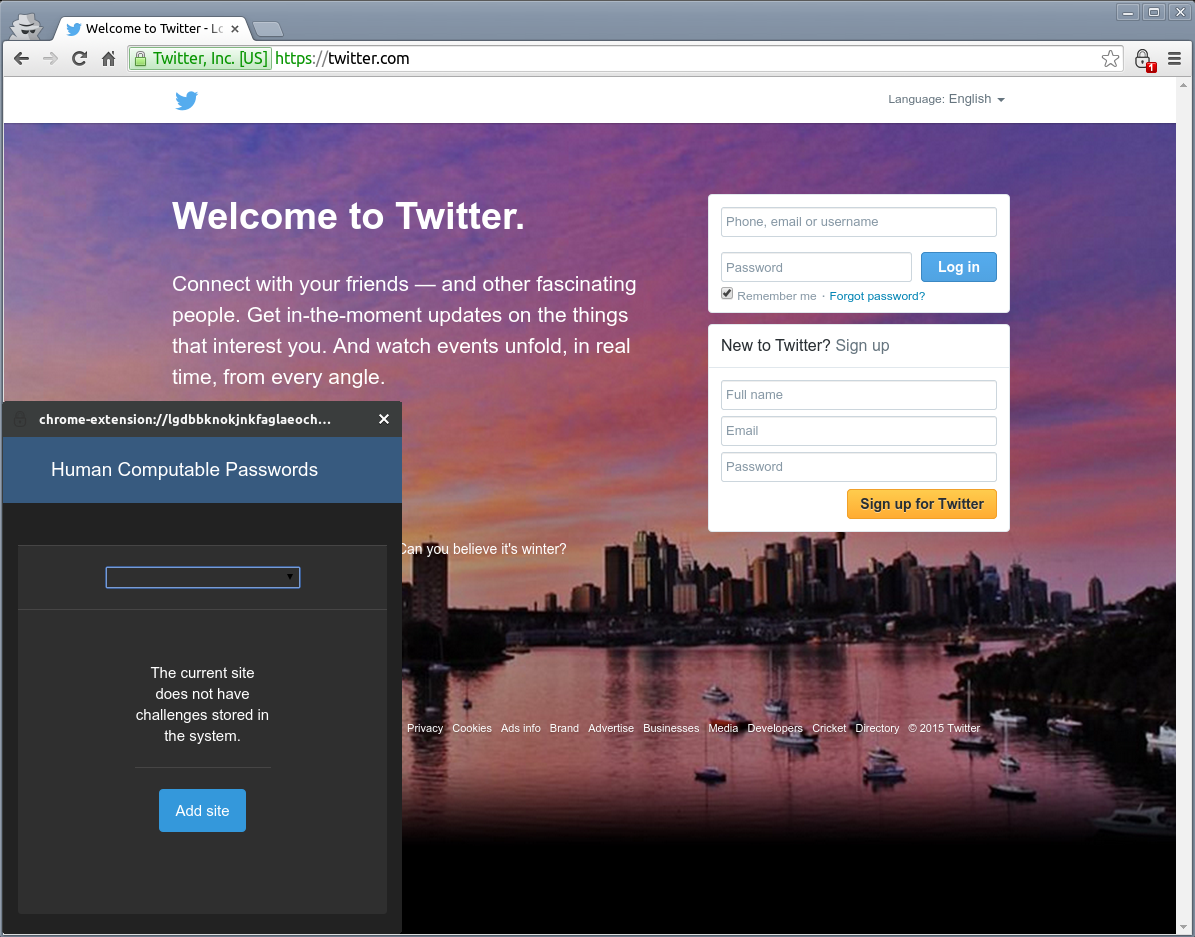 Welcome to Twitter - Lo
Twitter, Inc. [US] https://twitter.com
1
Language: English
Welcome to Twitter.
Connect with your friends — and other fascinating
people. Get in-the-moment updates on the things
that interest you. And watch events unfold, in real
time, from every angle.
Phone, email or username
Password
Log in
Remember me · Forgot password?
New to Twitter? Sign up
Full name
Email
Password
Sign up for Twitter
chrome-extension://lgdbbknokjnkfaglaeoch...
Human Computable Passwords
The current site
does not have
challenges stored in
the system.
Add site
Can you believe it's winter?
Privacy Cookies Ads info Brand Advertise Businesses Media Developers Cricket Directory © 2015 Twitter